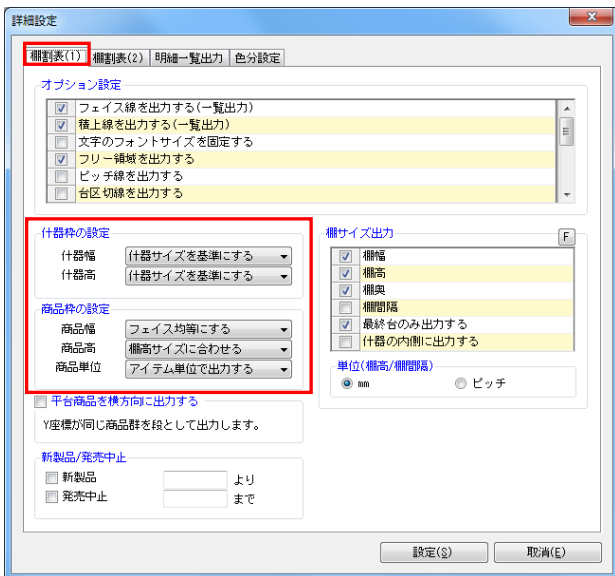 詳細設定
棚割表(1)
棚割表(2)
明細一覧出力
色分設定
オプション設定
フェイス線を出力する(一覧出力)
積上線を出力する(一覧出力)
文字のフォントサイズを固定する
フリー領域を出力する
ピッチ線を出力する
台区切線を出力する
什器枠の設定
什器幅 什器サイズを基準にする
什器高 什器サイズを基準にする
商品枠の設定
商品幅 フェイス均等にする
商品高 棚高サイズに合わせる
商品単位 アイテム単位で出力する
平台商品を横方向に出力する
Y座標が同じ商品群を段として出力します。
新製品/発売中止
新製品 より
発売中止 まで
棚サイズ出力
F
棚幅
棚高
棚奥
棚間隔
最終台のみ出力する
什器の内側に出力する
単位(棚高/棚間隔)
mm ピッチ
設定(S) 取消(E)